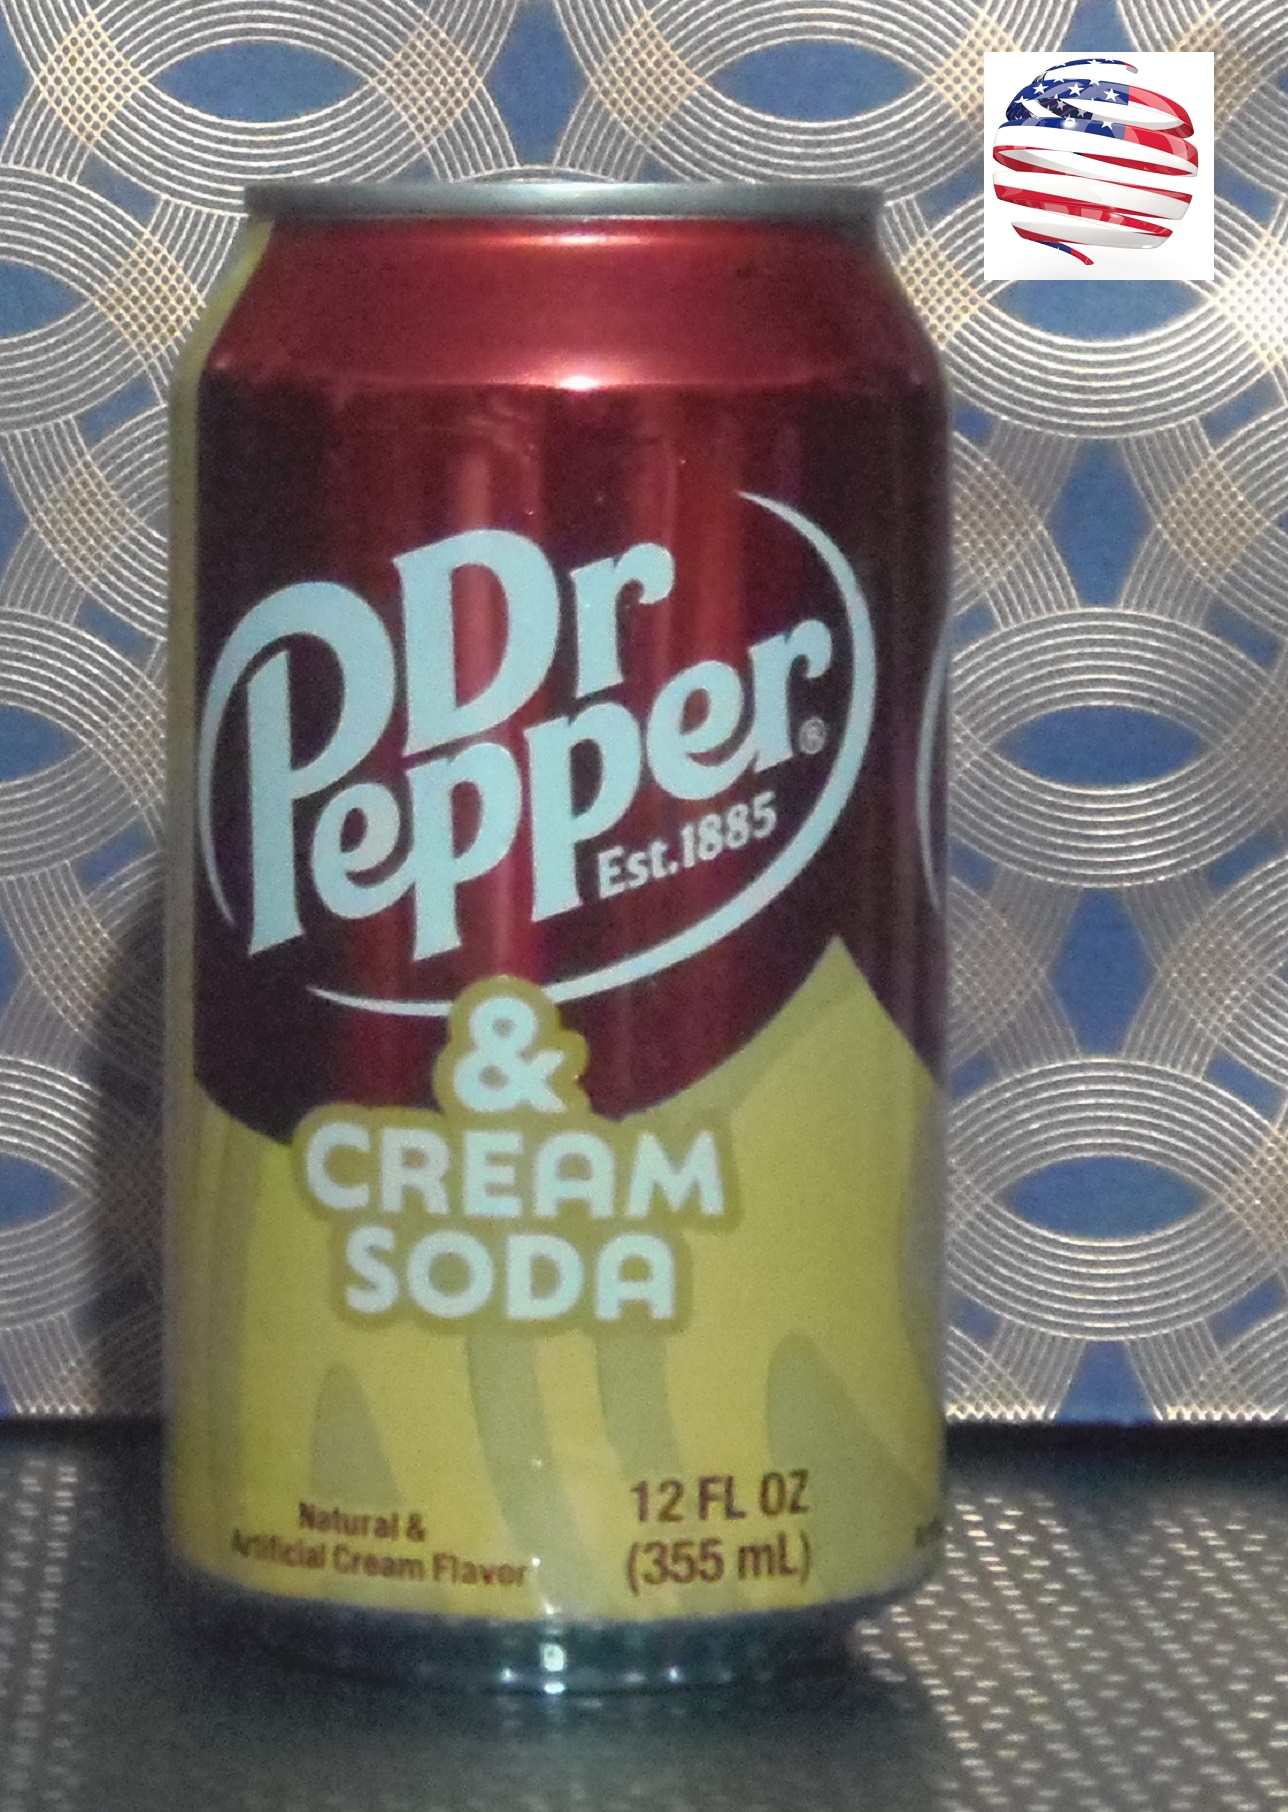 Dr
Pepper®
Est.1885
&
CREAM
SODA
Natural &
Artificial Cream Flavor
12 FL OZ
(355 mL)